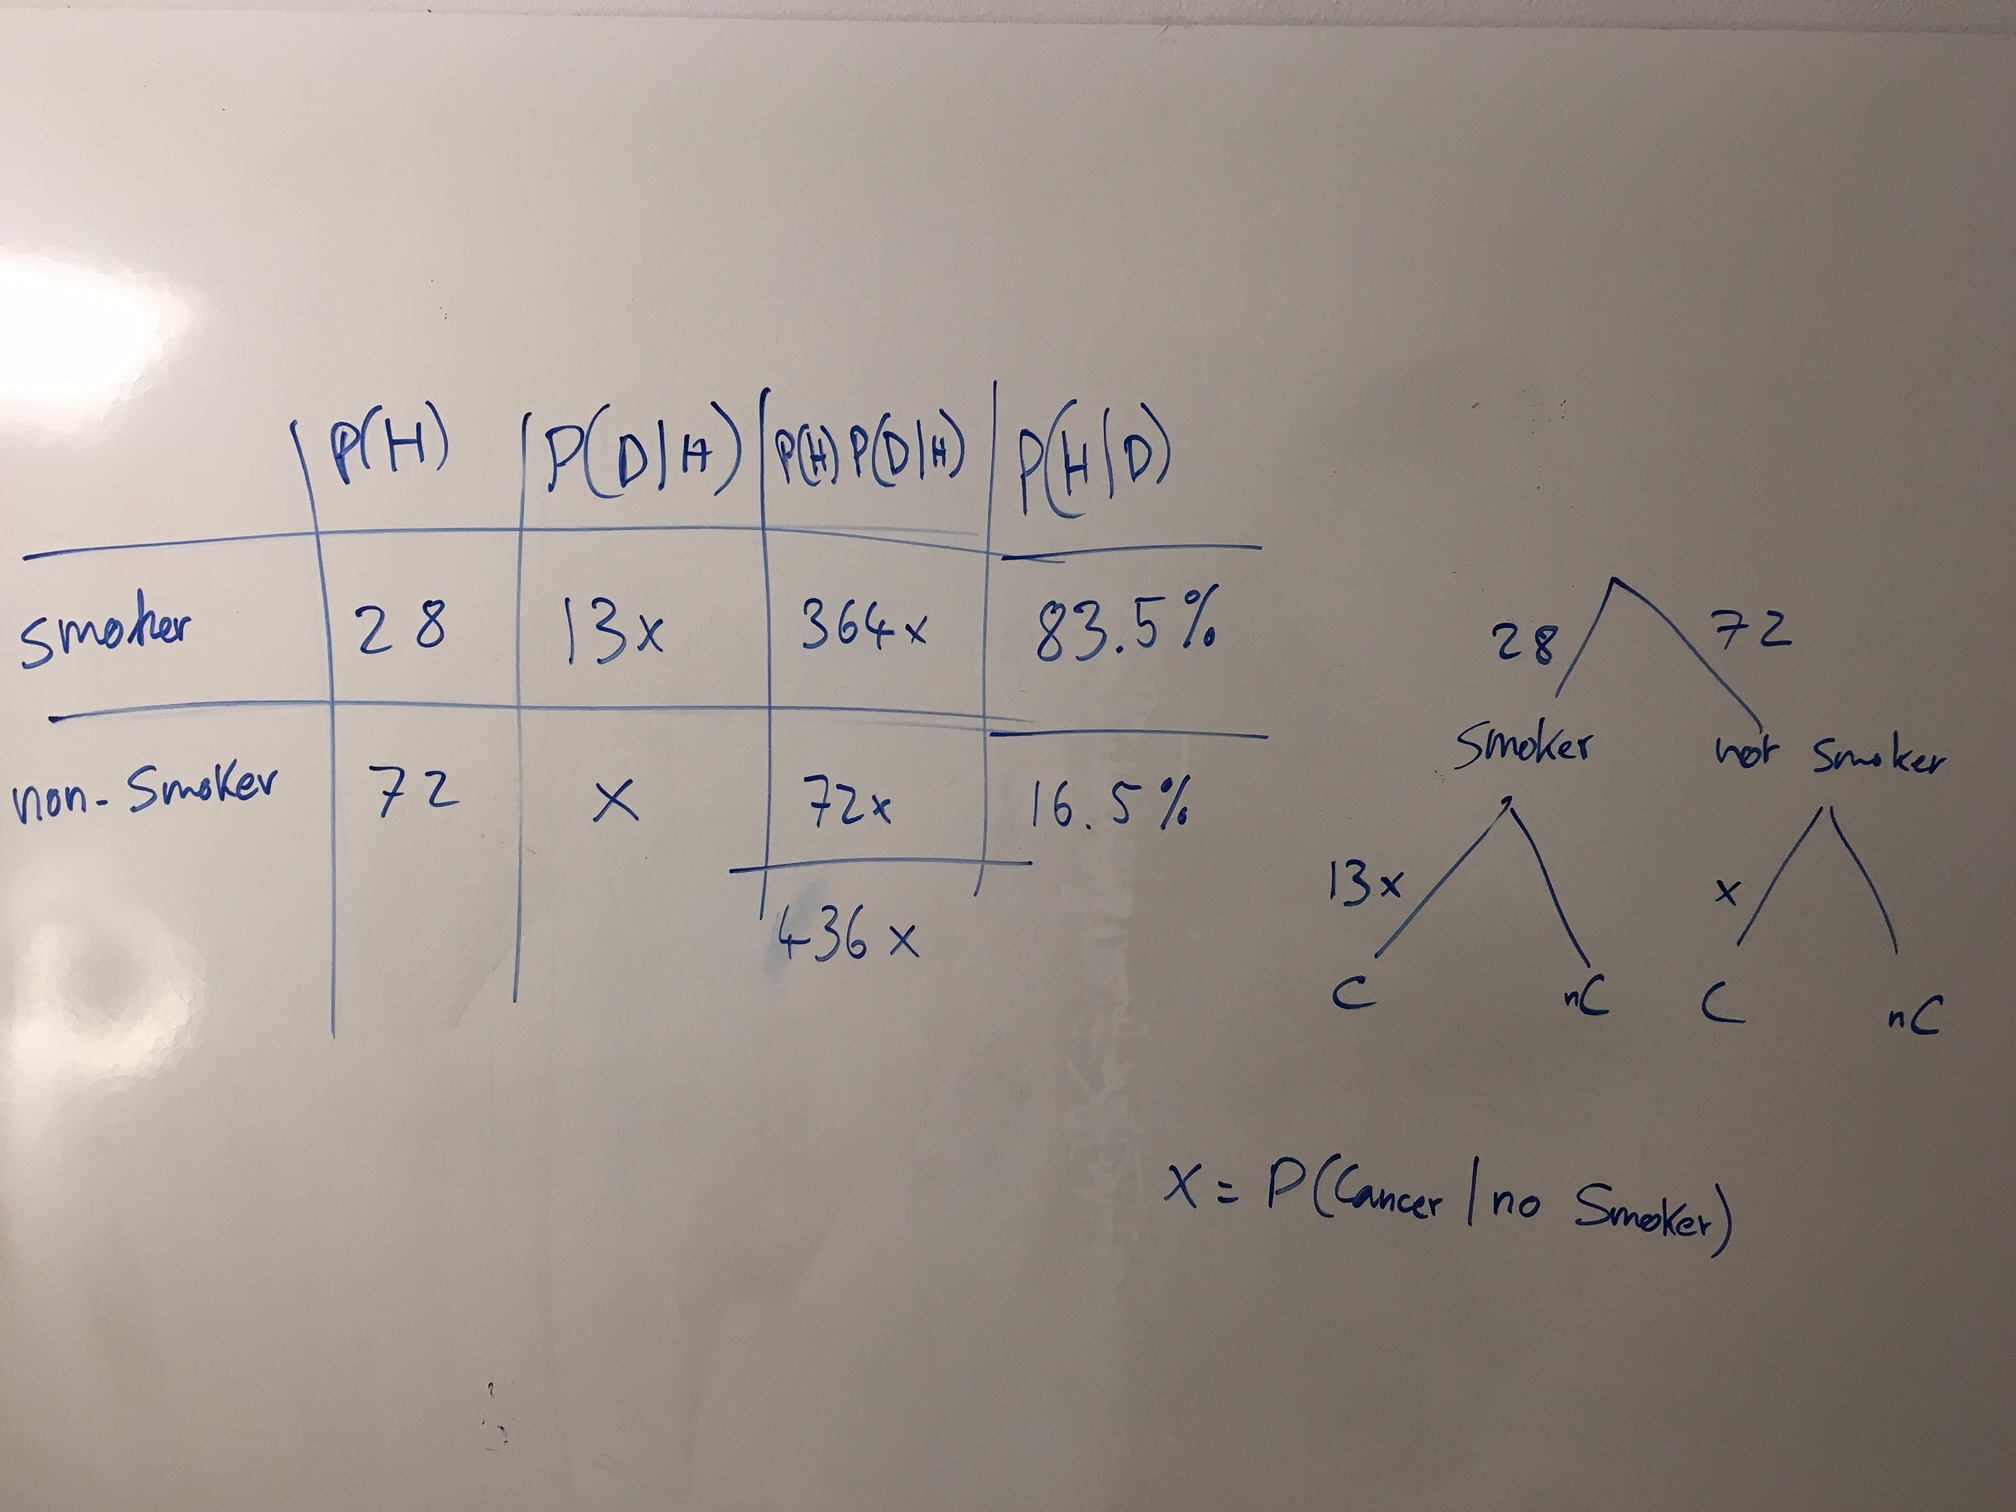 P(H) P(D|H) P(H) P(D|H) P(H|D)
smoker 28 13x 364x 83.5%
non-Smoker 72 x 72x 16.5%
436x
28 72
Smoker not Smoker
13x x
C nC C nC
x = P(Cancer | no Smoker)